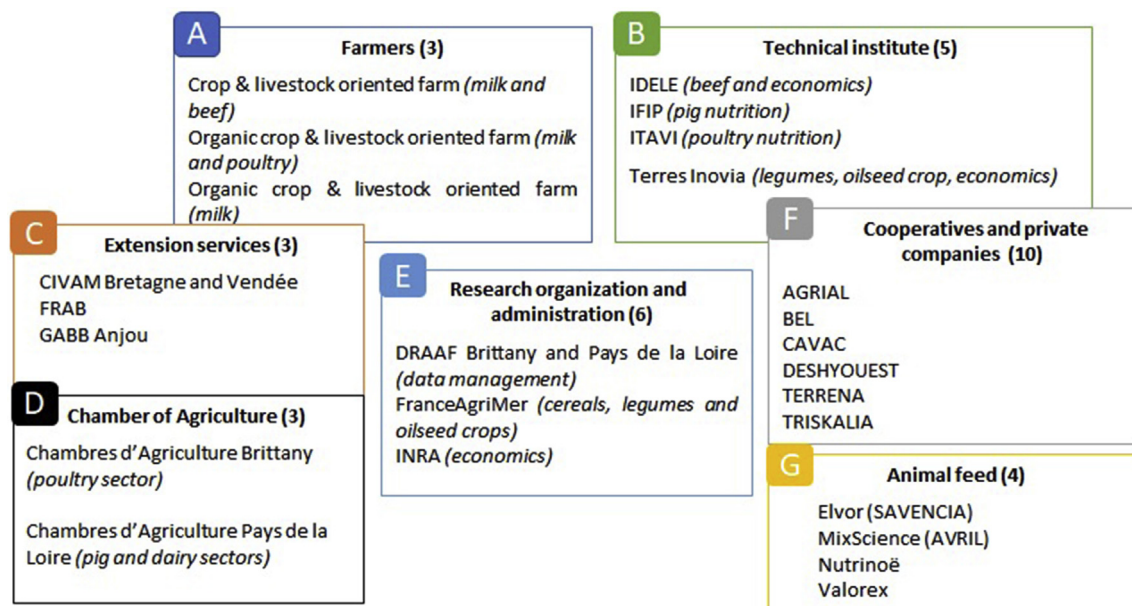 A
Farmers (3)
Crop & livestock oriented farm (milk and
beef)
Organic crop & livestock oriented farm (milk
and poultry)
Organic crop & livestock oriented farm
(milk)
B
Technical institute (5)
IDELE (beef and economics)
IFIP (pig nutrition)
ITAVI (poultry nutrition)
Terres Inovia (legumes, oilseed crop, economics)
C
Extension services (3)
CIVAM Bretagne and Vendée
FRAB
GABB Anjou
D
Chamber of Agriculture (3)
Chambres d’Agriculture Brittany
(poultry sector)
Chambres d’Agriculture Pays de la
Loire (pig and dairy sectors)
E
Research organization and
administration (6)
DRAAF Brittany and Pays de la Loire
(data management)
FranceAgriMer (cereals, legumes and
oilseed crops)
INRA (economics)
F
Cooperatives and private
companies (10)
AGRIAL
BEL
CAVAC
DESHYOUEST
TERRENA
TRISKALIA
G
Animal feed (4)
Elvor (SAVENCIA)
MixScience (AVRIL)
Nutrinoë
Valorex